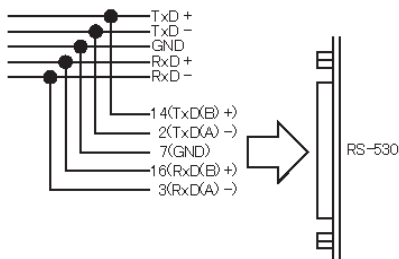 TxD +
TxD −
GND
RxD +
RxD −
14(TxD(B) +)
2(TxD(A) −)
7(GND)
16(RxD(B) +)
3(RxD(A) −)
RS-530